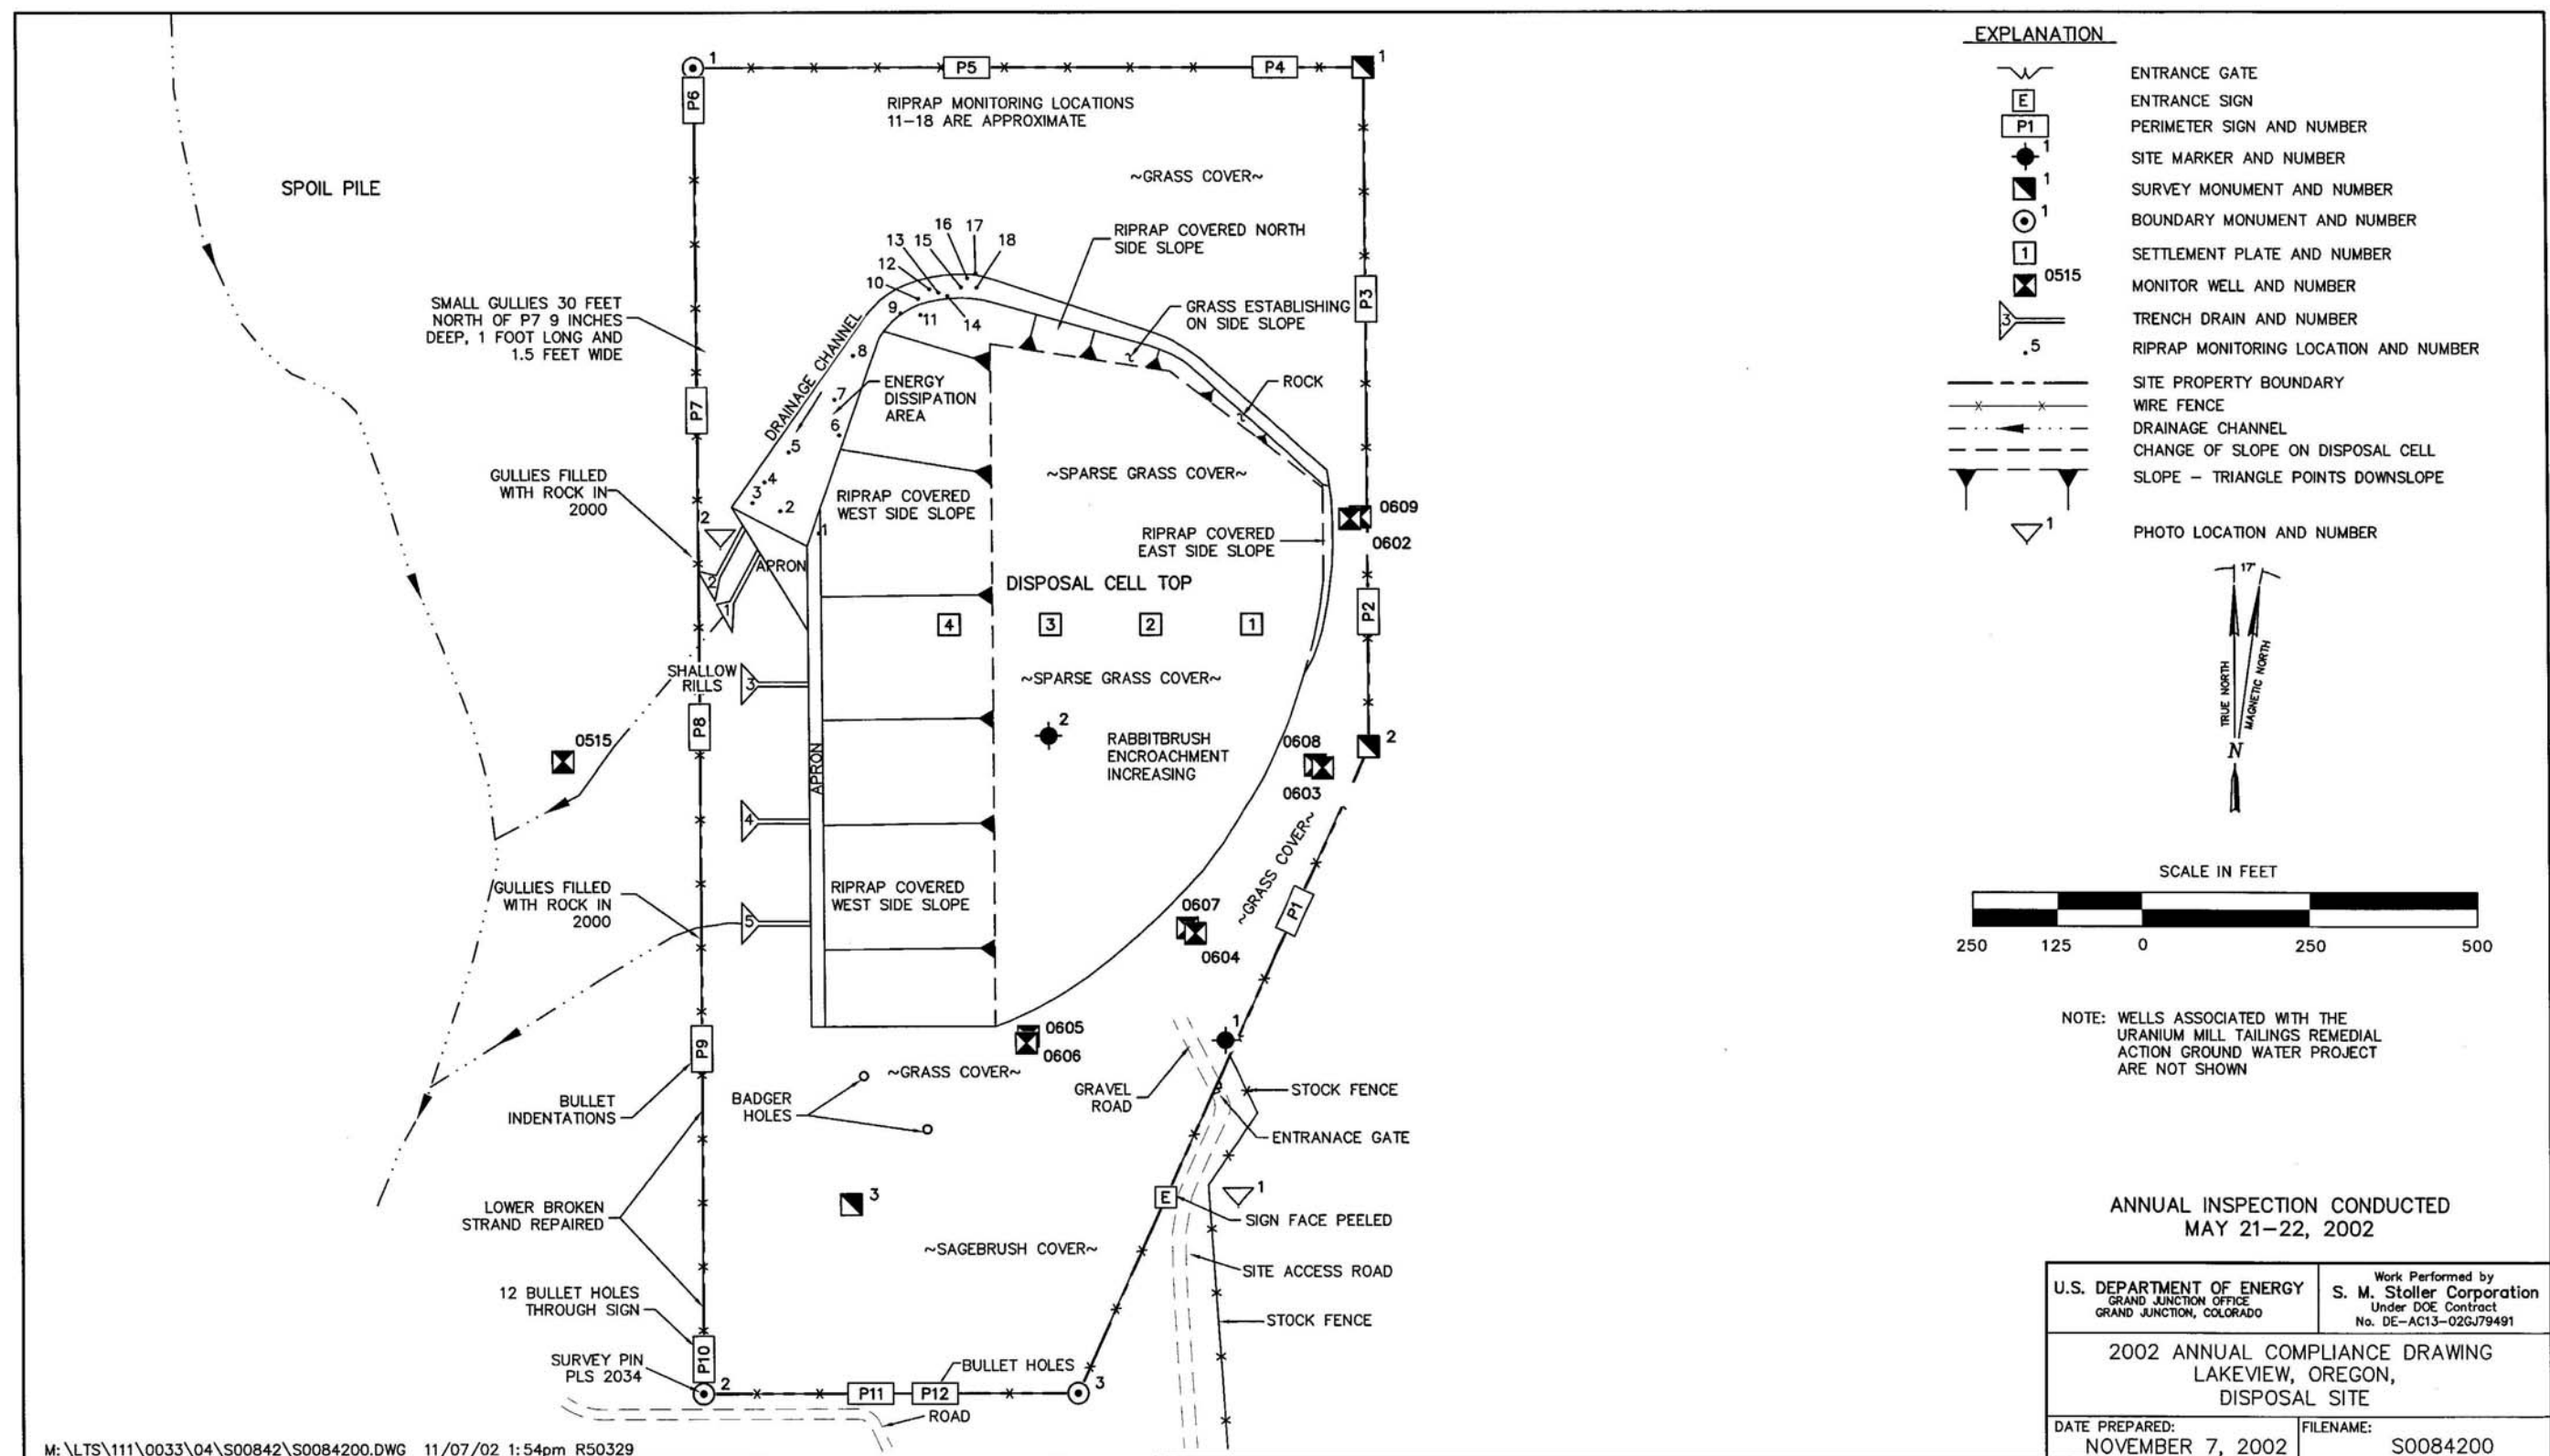 1
P5
P4
1
P6
RIPRAP MONITORING LOCATIONS
11-18 ARE APPROXIMATE
SPOIL PILE
~GRASS COVER~
16
17
13
15
18
12
10
9
11
14
RIPRAP COVERED NORTH
SIDE SLOPE
P3
SMALL GULLIES 30 FEET
NORTH OF P7 9 INCHES
DEEP, 1 FOOT LONG AND
1.5 FEET WIDE
GRASS ESTABLISHING
ON SIDE SLOPE
DRAINAGE CHANNEL
8
7
6
5
4
3
2
1
ENERGY
DISSIPATION
AREA
ROCK
P7
GULLIES FILLED
WITH ROCK IN
2000
2
~SPARSE GRASS COVER~
RIPRAP COVERED
WEST SIDE SLOPE
RIPRAP COVERED
EAST SIDE SLOPE
0609
0602
APRON
2
1
DISPOSAL CELL TOP
P2
4
3
2
1
SHALLOW
RILLS
3
~SPARSE GRASS COVER~
P8
0515
2
RABBITBRUSH
ENCROACHMENT
INCREASING
0608
0603
2
APRON
4
~GRASS COVER~
GULLIES FILLED
WITH ROCK IN
2000
5
RIPRAP COVERED
WEST SIDE SLOPE
0607
0604
P1
P9
0605
0606
1
~GRASS COVER~
BULLET
INDENTATIONS
BADGER
HOLES
GRAVEL
ROAD
STOCK FENCE
ENTRANACE GATE
LOWER BROKEN
STRAND REPAIRED
3
E
1
SIGN FACE PEELED
~SAGEBRUSH COVER~
SITE ACCESS ROAD
12 BULLET HOLES
THROUGH SIGN
STOCK FENCE
SURVEY PIN
PLS 2034
P10
2
P11
P12
BULLET HOLES
3
ROAD
M:\LTS\111\0033\04\S00842\S0084200.DWG 11/07/02 1:54pm R50329
EXPLANATION
ENTRANCE GATE
E ENTRANCE SIGN
P1 PERIMETER SIGN AND NUMBER
1 SITE MARKER AND NUMBER
1 SURVEY MONUMENT AND NUMBER
1 BOUNDARY MONUMENT AND NUMBER
1 SETTLEMENT PLATE AND NUMBER
0515 MONITOR WELL AND NUMBER
3 TRENCH DRAIN AND NUMBER
.5 RIPRAP MONITORING LOCATION AND NUMBER
SITE PROPERTY BOUNDARY
WIRE FENCE
DRAINAGE CHANNEL
CHANGE OF SLOPE ON DISPOSAL CELL
SLOPE - TRIANGLE POINTS DOWNSLOPE
1 PHOTO LOCATION AND NUMBER
17°
TRUE NORTH
MAGNETIC NORTH
N
SCALE IN FEET
250 125 0 250 500
NOTE: WELLS ASSOCIATED WITH THE
URANIUM MILL TAILINGS REMEDIAL
ACTION GROUND WATER PROJECT
ARE NOT SHOWN
ANNUAL INSPECTION CONDUCTED
MAY 21-22, 2002
U.S. DEPARTMENT OF ENERGY
GRAND JUNCTION OFFICE
GRAND JUNCTION, COLORADO
Work Performed by
S. M. Stoller Corporation
Under DOE Contract
No. DE-AC13-02GJ79491
2002 ANNUAL COMPLIANCE DRAWING
LAKEVIEW, OREGON,
DISPOSAL SITE
DATE PREPARED:
NOVEMBER 7, 2002
FILENAME:
S0084200